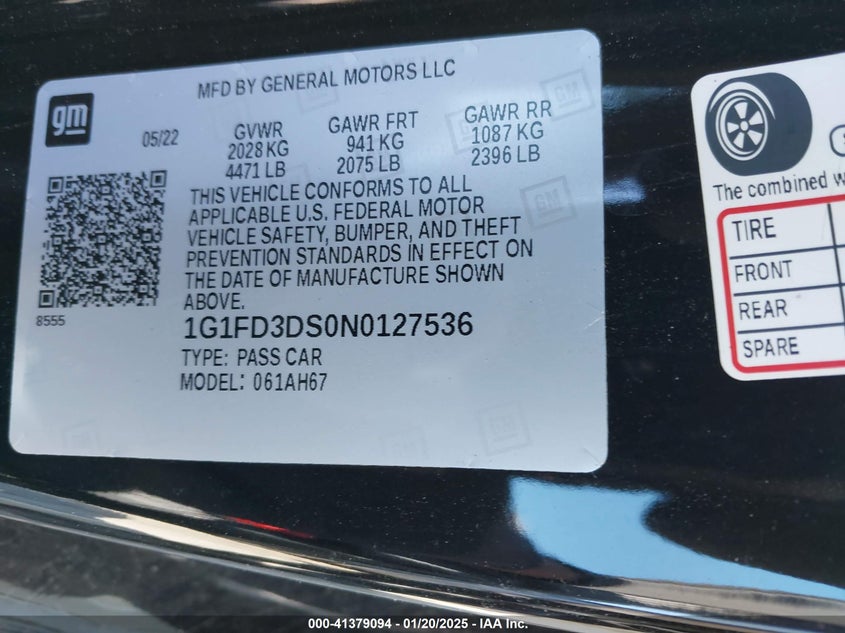 gm
MFD BY GENERAL MOTORS LLC
05/22
GVWR
2028 KG
4471 LB
GAWR FRT
941 KG
2075 LB
GAWR RR
1087 KG
2396 LB
THIS VEHICLE CONFORMS TO ALL
APPLICABLE U.S. FEDERAL MOTOR
VEHICLE SAFETY, BUMPER, AND THEFT
PREVENTION STANDARDS IN EFFECT ON
THE DATE OF MANUFACTURE SHOWN
ABOVE.
8555
1G1FD3DS0N0127536
TYPE: PASS CAR
MODEL: 061AH67
The combined
TIRE
FRONT
REAR
SPARE
000-41379094 - 01/20/2025 - IAA Inc.